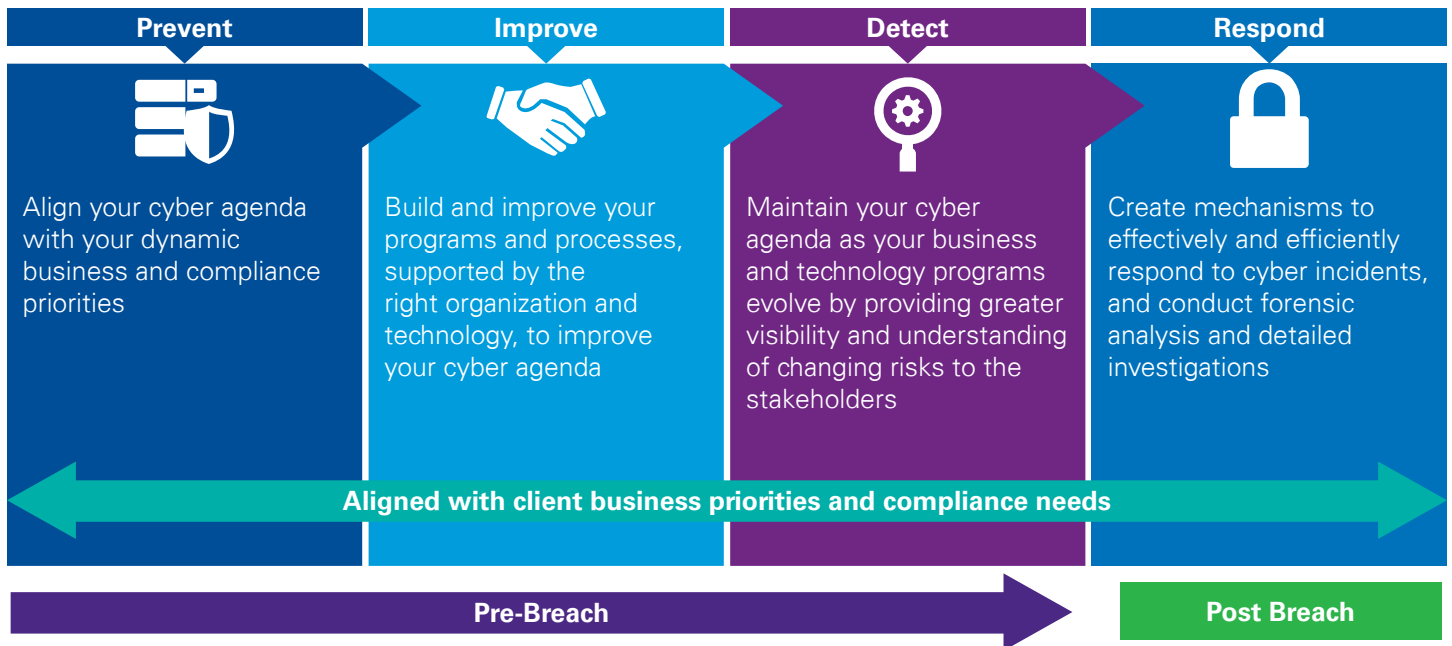 Prevent
Improve
Detect
Respond
Align your cyber agenda
with your dynamic
business and compliance
priorities
Build and improve your
programs and processes,
supported by the
right organization and
technology, to improve
your cyber agenda
Maintain your cyber
agenda as your business
and technology programs
evolve by providing greater
visibility and understanding
of changing risks to the
stakeholders
Create mechanisms to
effectively and efficiently
respond to cyber incidents,
and conduct forensic
analysis and detailed
investigations
Aligned with client business priorities and compliance needs
Pre-Breach
Post Breach